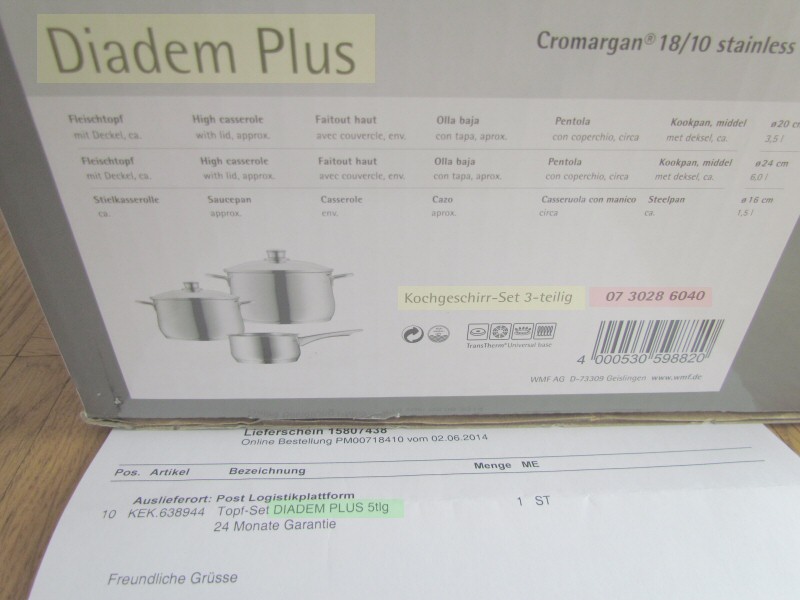 Diadem Plus
Cromargan® 18/10 stainless
Fleischtopf High casserole Faitout haut Olla baja Pentola Kookpan, middel ø20 cm
mit Deckel, ca. with lid, approx. avec couvercle, env. con tapa, aprox. con coperchio, circa met deksel, ca. 3,5 l
Fleischtopf High casserole Faitout haut Olla baja Pentola Kookpan, middel ø24 cm
mit Deckel, ca. with lid, approx. avec couvercle, env. con tapa, aprox. con coperchio, circa met deksel, ca. 6,0 l
Stielkasserolle Saucepan Casserole Cazo Casseruola con manico Steelpan ø16 cm
ca. approx. env. aprox. circa ca. 1,5 l
Kochgeschirr-Set 3-teilig 07 3028 6040
TransTherm® Universal base
4 000530 598820
WMF AG D-73309 Geislingen www.wmf.de
Lieferschein 15807438
Online Bestellung PM00718410 vom 02.06.2014
Pos. Artikel Bezeichnung Menge ME
Auslieferort: Post Logistikplattform
10 KEK.638944 Topf-Set DIADEM PLUS 5tlg 1 ST
24 Monate Garantie
Freundliche Grüsse